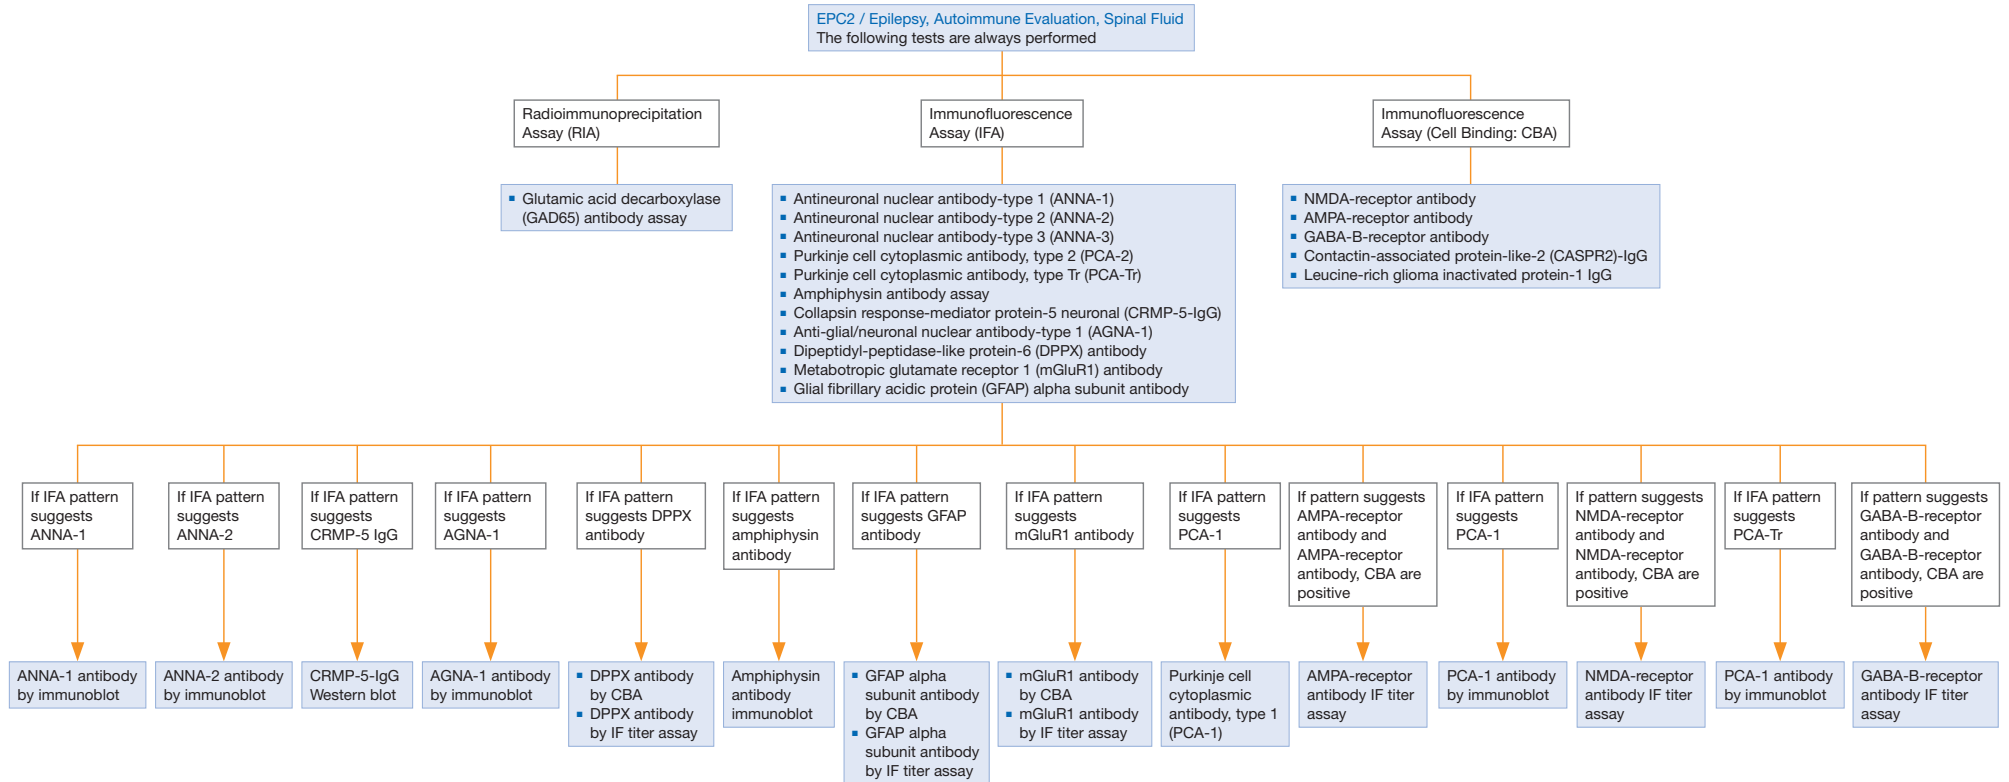 EPC2 / Epilepsy, Autoimmune Evaluation, Spinal Fluid
The following tests are always performed
Radioimmunoprecipitation
Assay (RIA)
Immunofluorescence
Assay (IFA)
Immunofluorescence
Assay (Cell Binding: CBA)
▪ Glutamic acid decarboxylase
(GAD65) antibody assay
▪ Antineuronal nuclear antibody-type 1 (ANNA-1)
▪ Antineuronal nuclear antibody-type 2 (ANNA-2)
▪ Antineuronal nuclear antibody-type 3 (ANNA-3)
▪ Purkinje cell cytoplasmic antibody, type 2 (PCA-2)
▪ Purkinje cell cytoplasmic antibody, type Tr (PCA-Tr)
▪ Amphiphysin antibody assay
▪ Collapsin response-mediator protein-5 neuronal (CRMP-5-IgG)
▪ Anti-glial/neuronal nuclear antibody-type 1 (AGNA-1)
▪ Dipeptidyl-peptidase-like protein-6 (DPPX) antibody
▪ Metabotropic glutamate receptor 1 (mGluR1) antibody
▪ Glial fibrillary acidic protein (GFAP) alpha subunit antibody
▪ NMDA-receptor antibody
▪ AMPA-receptor antibody
▪ GABA-B-receptor antibody
▪ Contactin-associated protein-like-2 (CASPR2)-IgG
▪ Leucine-rich glioma inactivated protein-1 IgG
If IFA pattern
suggests
ANNA-1
If IFA pattern
suggests
ANNA-2
If IFA pattern
suggests
CRMP-5 IgG
If IFA pattern
suggests
AGNA-1
If IFA pattern
suggests DPPX
antibody
If IFA pattern
suggests
amphiphysin
antibody
If IFA pattern
suggests GFAP
antibody
If IFA pattern
suggests
mGluR1 antibody
If IFA pattern
suggests
PCA-1
If pattern suggests
AMPA-receptor
antibody and
AMPA-receptor
antibody, CBA are
positive
If IFA pattern
suggests
PCA-1
If pattern suggests
NMDA-receptor
antibody and
NMDA-receptor
antibody, CBA are
positive
If IFA pattern
suggests
PCA-Tr
If pattern suggests
GABA-B-receptor
antibody and
GABA-B-receptor
antibody, CBA are
positive
ANNA-1 antibody
by immunoblot
ANNA-2 antibody
by immunoblot
CRMP-5-IgG
Western blot
AGNA-1 antibody
by immunoblot
▪ DPPX antibody
by CBA
▪ DPPX antibody
by IF titer assay
Amphiphysin
antibody
immunoblot
▪ GFAP alpha
subunit antibody
by CBA
▪ GFAP alpha
subunit antibody
by IF titer assay
▪ mGluR1 antibody
by CBA
▪ mGluR1 antibody
by IF titer assay
Purkinje cell
cytoplasmic
antibody, type 1
(PCA-1)
AMPA-receptor
antibody IF titer
assay
PCA-1 antibody
by immunoblot
NMDA-receptor
antibody IF titer
assay
PCA-1 antibody
by immunoblot
GABA-B-receptor
antibody IF titer
assay